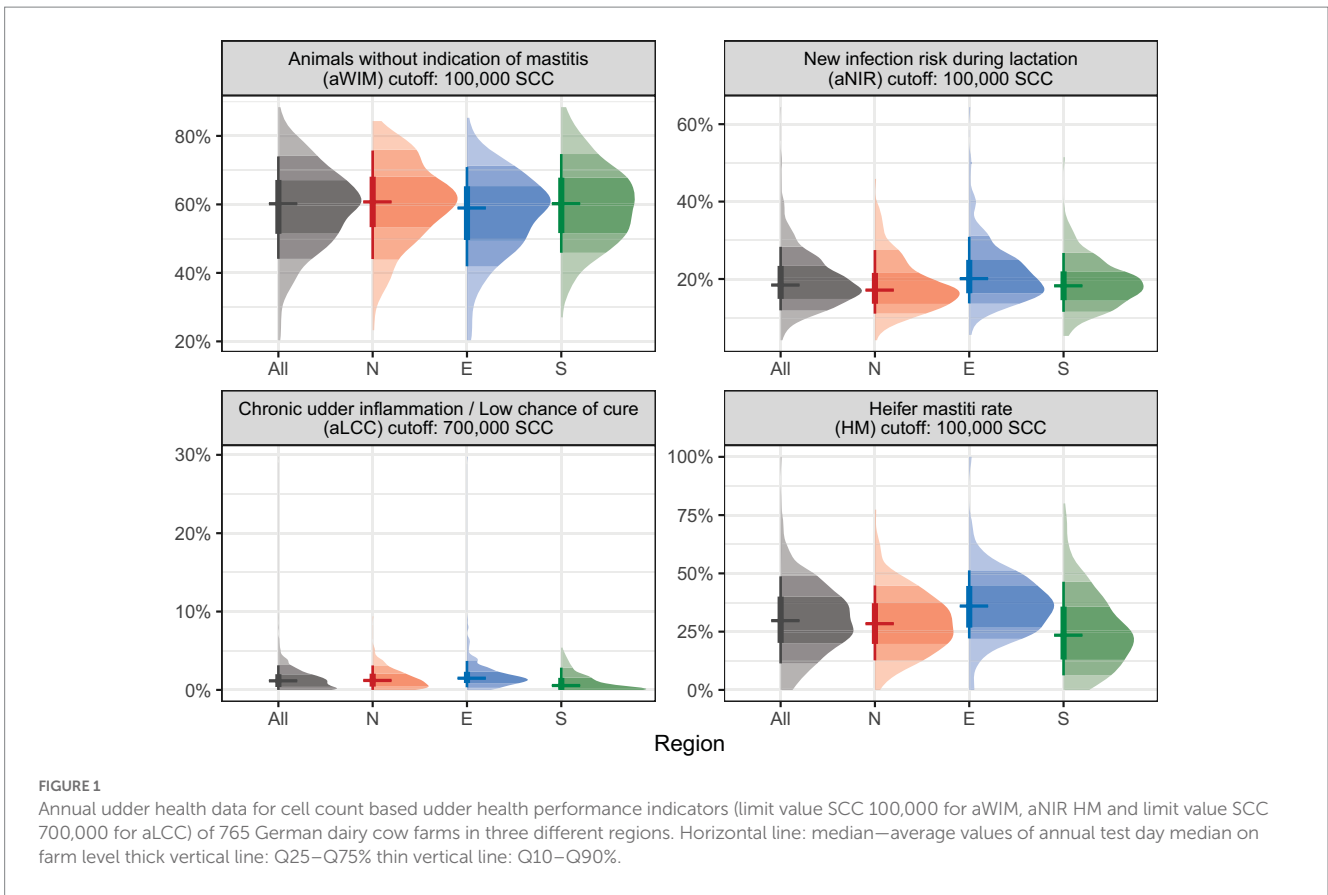 Animals without indication of mastitis
(aWIM) cutoff: 100,000 SCC
80%
60%
40%
20%
All N E S
New infection risk during lactation
(aNIR) cutoff: 100,000 SCC
60%
40%
20%
All N E S
Chronic udder inflammation / Low chance of cure
(aLCC) cutoff: 700,000 SCC
30%
20%
10%
0%
All N E S
Heifer mastiti rate
(HM) cutoff: 100,000 SCC
100%
75%
50%
25%
0%
All N E S
Region
FIGURE 1
Annual udder health data for cell count based udder health performance indicators (limit value SCC 100,000 for aWIM, aNIR HM and limit value SCC
700,000 for aLCC) of 765 German dairy cow farms in three different regions. Horizontal line: median—average values of annual test day median on
farm level thick vertical line: Q25–Q75% thin vertical line: Q10–Q90%.